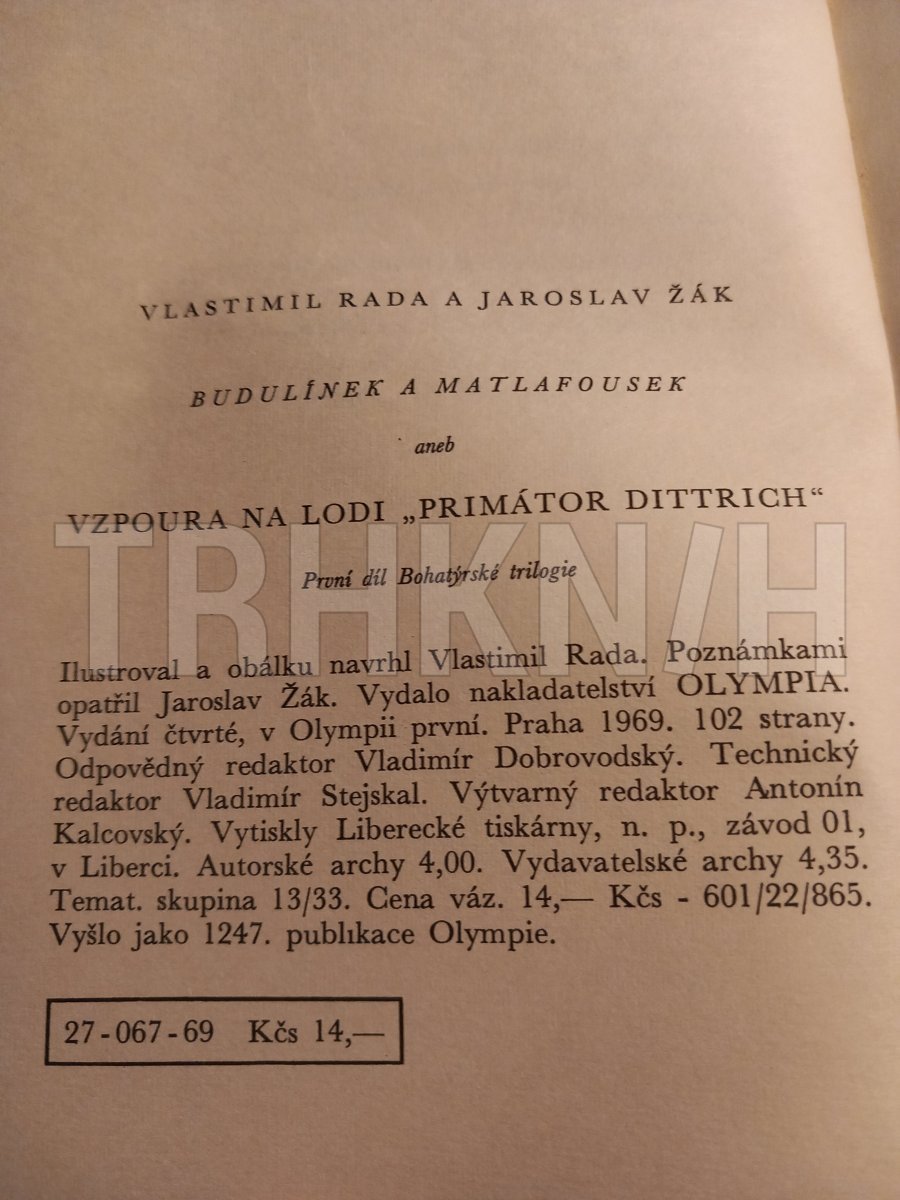 VLASTIMIL RADA A JAROSLAV ŽÁK
BUDULÍNEK A MATLAFOUSEK
aneb
VZPOURA NA LODI „PRIMÁTOR DITTRICH“
TRHKNIH
První díl Bohatýrské trilogie
Ilustroval a obálku navrhl Vlastimil Rada. Poznámkami
opatřil Jaroslav Žák. Vydalo nakladatelství OLYMPIA.
Vydání čtvrté, v Olympii první. Praha 1969. 102 strany.
Odpovědný redaktor Vladimír Dobrovodský. Technický
redaktor Vladimír Stejskal. Výtvarný redaktor Antonín
Kalcovský. Vytiskly Liberecké tiskárny, n. p., závod 01,
v Liberci. Autorské archy 4,00. Vydavatelské archy 4,35.
Temat. skupina 13/33. Cena váz. 14,— Kčs - 601/22/865.
Vyšlo jako 1247. publikace Olympie.
27-067-69 Kčs 14,—